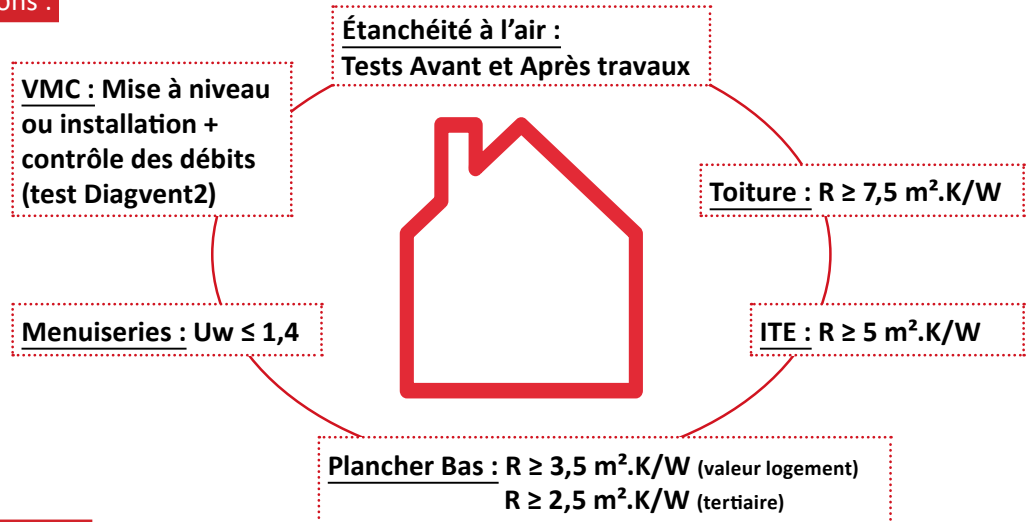 ons :
Étanchéité à l'air :
Tests Avant et Après travaux
VMC : Mise à niveau
ou installation +
contrôle des débits
(test Diagvent2)
Toiture : R ≥ 7,5 m².K/W
Menuiseries : Uw ≤ 1,4
ITE : R ≥ 5 m².K/W
Plancher Bas : R ≥ 3,5 m².K/W (valeur logement)
R ≥ 2,5 m².K/W (tertiaire)